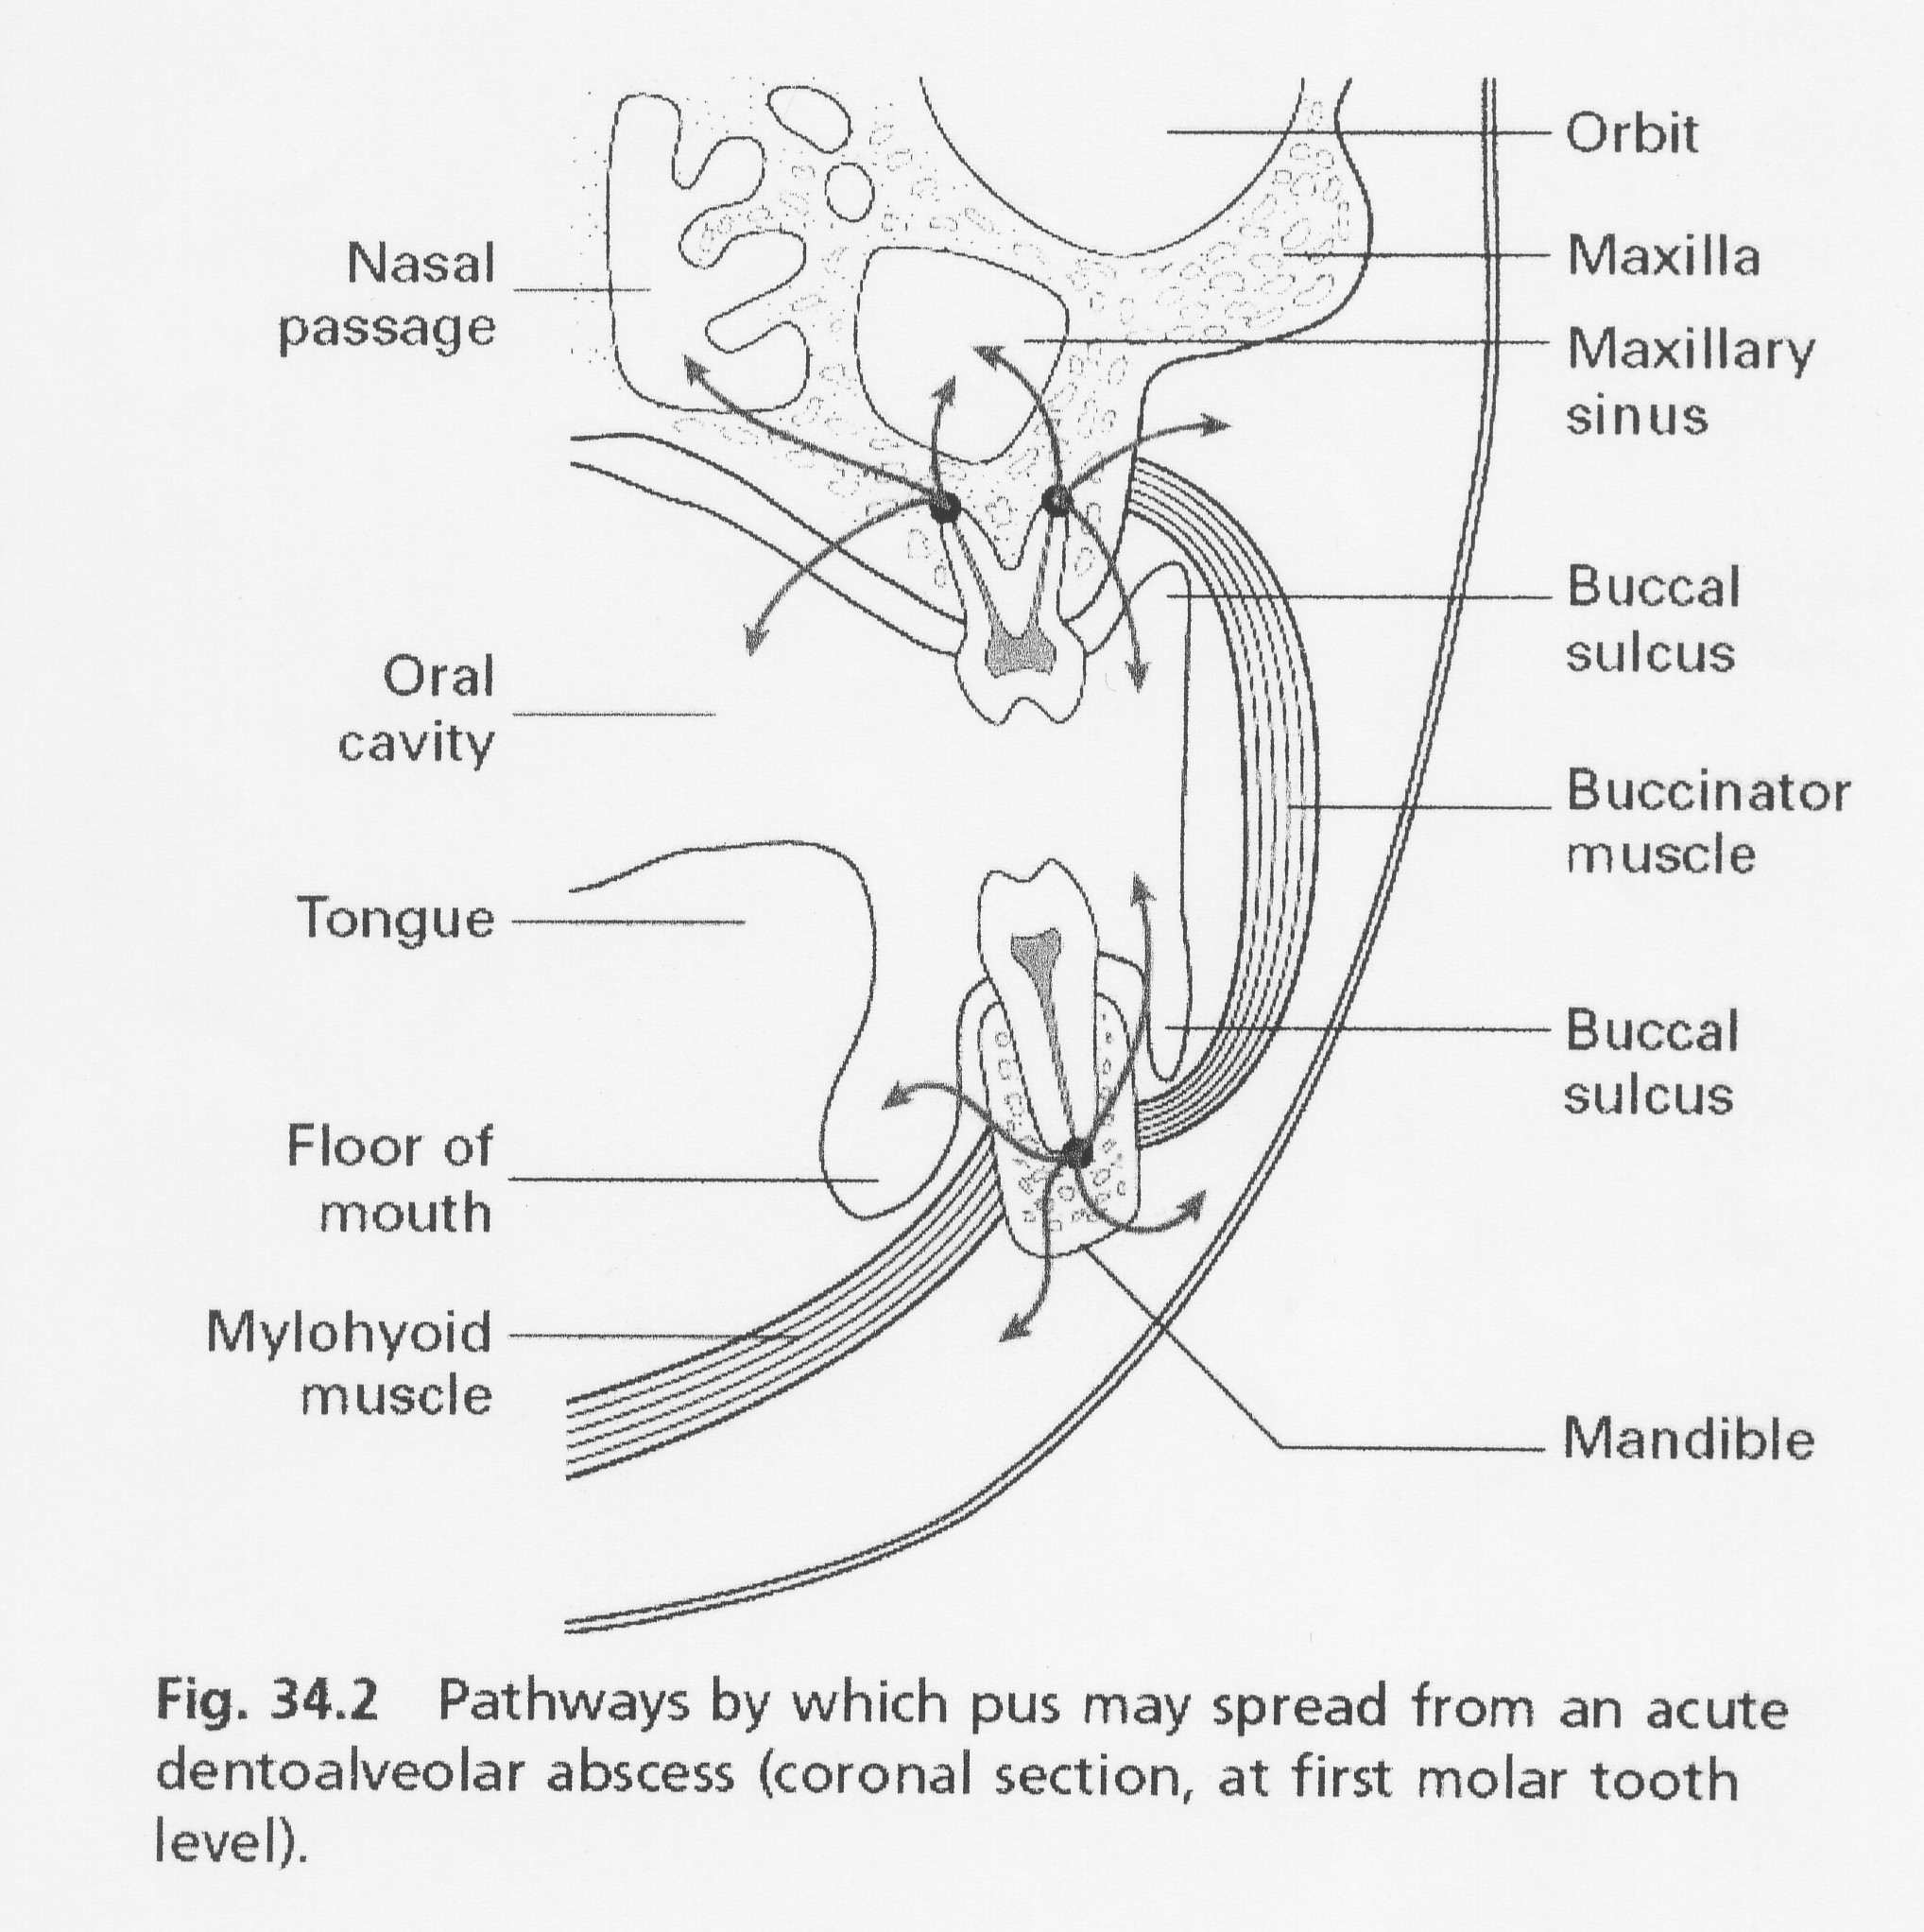 Orbit
Maxilla
Nasal
passage
Maxillary
sinus
Buccal
sulcus
Oral
cavity
Buccinator
muscle
Tongue
Buccal
sulcus
Floor of
mouth
Mylohyoid
muscle
Mandible
Fig. 34.2 Pathways by which pus may spread from an acute
dentoalveolar abscess (coronal section, at first molar tooth
level).